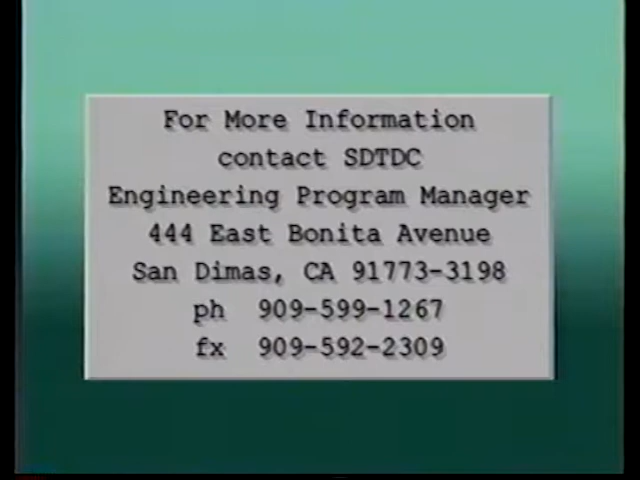 For More Information
contact SDTDC
Engineering Program Manager
444 East Bonita Avenue
San Dimas, CA 91773-3198
ph 909-599-1267
fx 909-592-2309